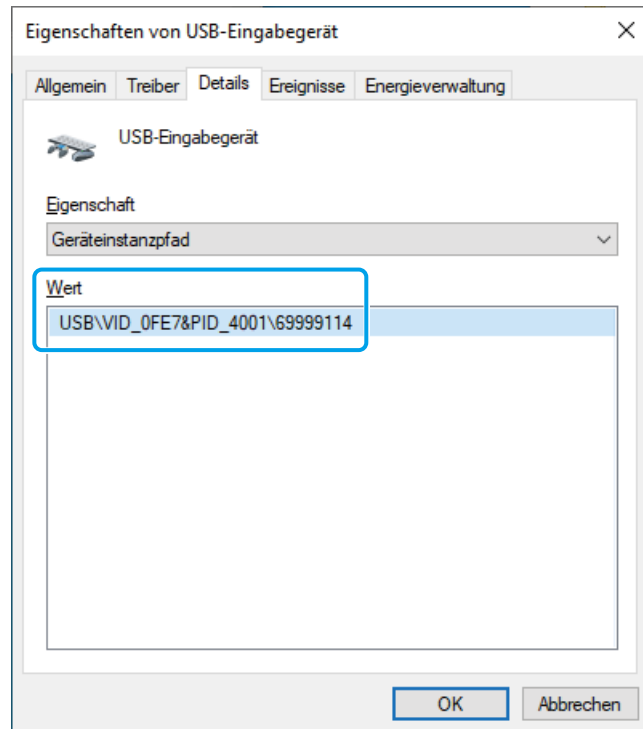 Eigenschaften von USB-Eingabegerät
Allgemein Treiber Details Ereignisse Energieverwaltung
USB-Eingabegerät
Eigenschaft
Geräteinstanzpfad
Wert
USB\VID_0FE7&PID_4001\69999114
OK Abbrechen